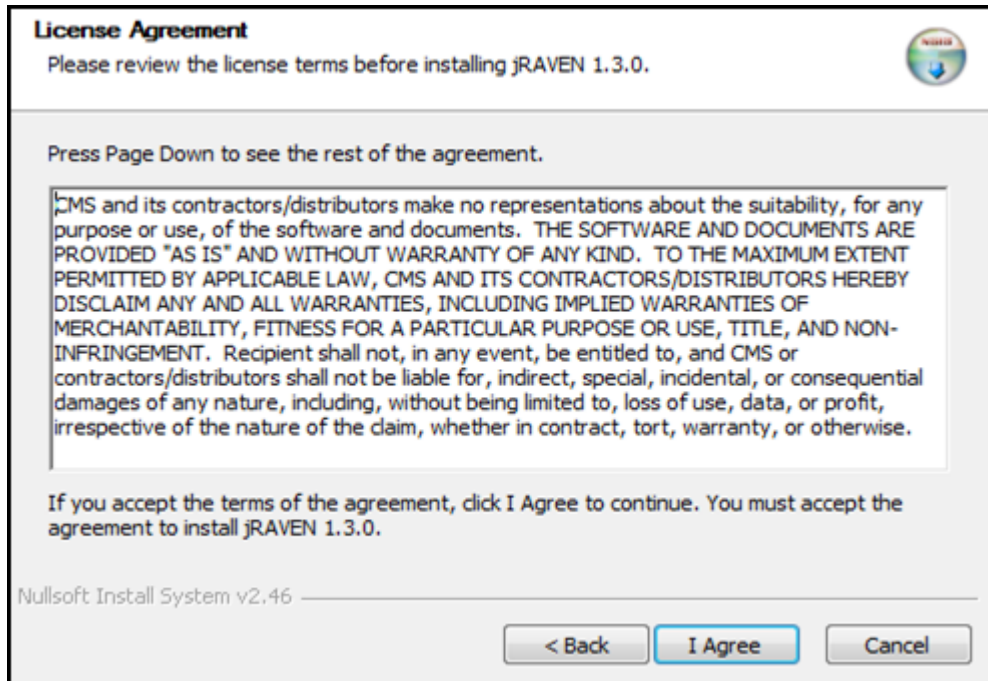 License Agreement
Please review the license terms before installing jRAVEN 1.3.0.
Press Page Down to see the rest of the agreement.
CMS and its contractors/distributors make no representations about the suitability, for any
purpose or use, of the software and documents.  THE SOFTWARE AND DOCUMENTS ARE
PROVIDED "AS IS" AND WITHOUT WARRANTY OF ANY KIND.  TO THE MAXIMUM EXTENT
PERMITTED BY APPLICABLE LAW, CMS AND ITS CONTRACTORS/DISTRIBUTORS HEREBY
DISCLAIM ANY AND ALL WARRANTIES, INCLUDING IMPLIED WARRANTIES OF
MERCHANTABILITY, FITNESS FOR A PARTICULAR PURPOSE OR USE, TITLE, AND NON-
INFRINGEMENT.  Recipient shall not, in any event, be entitled to, and CMS or
contractors/distributors shall not be liable for, indirect, special, incidental, or consequential
damages of any nature, including, without being limited to, loss of use, data, or profit,
irrespective of the nature of the claim, whether in contract, tort, warranty, or otherwise.
If you accept the terms of the agreement, click I Agree to continue. You must accept the
agreement to install jRAVEN 1.3.0.
Nullsoft Install System v2.46
< Back
I Agree
Cancel